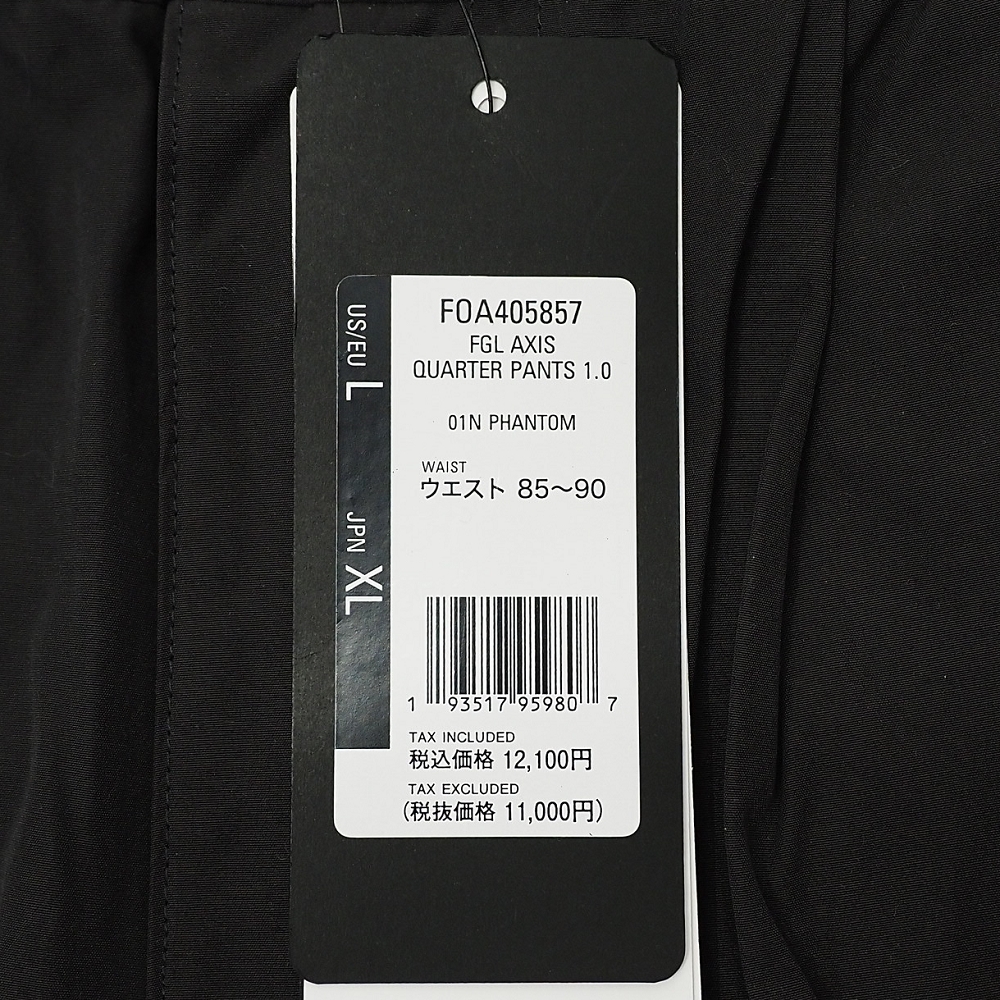 FOA405857
FGL AXIS
QUARTER PANTS 1.0
01N PHANTOM
WAIST
ウエスト 85～90
US/EU L
JPN XL
1 93517 95980 7
TAX INCLUDED
税込価格 12,100円
TAX EXCLUDED
(税抜価格 11,000円)